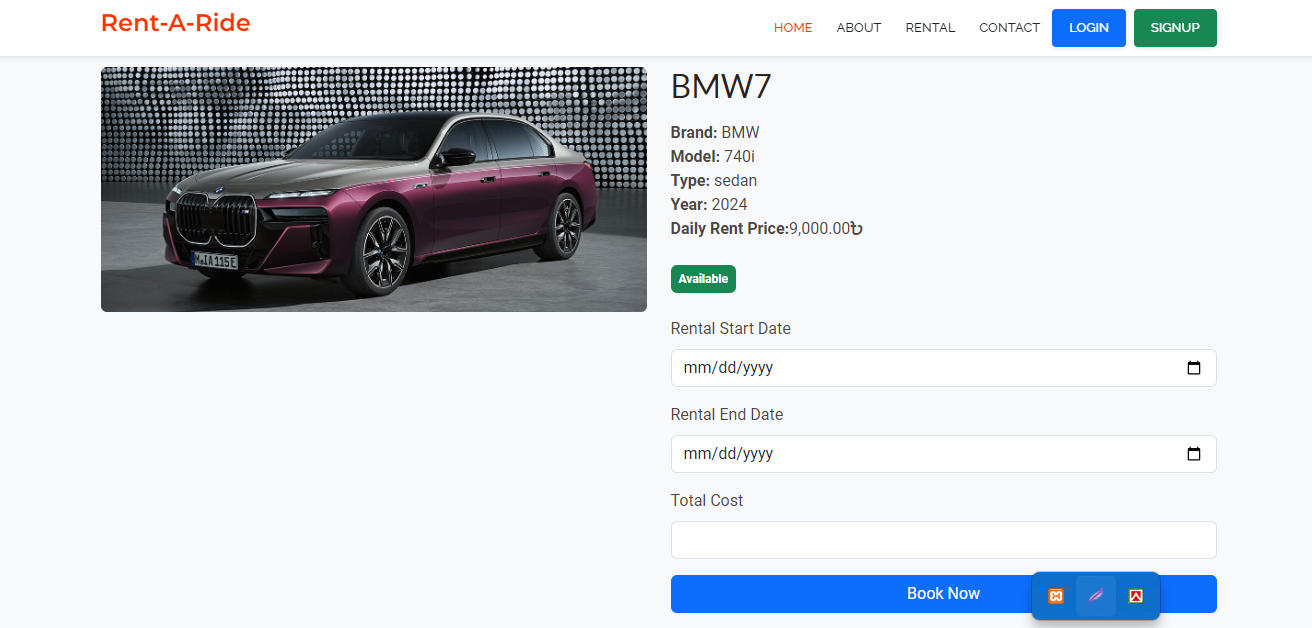 Rent-A-Ride
HOME ABOUT RENTAL CONTACT LOGIN SIGNUP
BMW7
Brand: BMW
Model: 740i
Type: sedan
Year: 2024
Daily Rent Price:9,000.00৳
Available
Rental Start Date
mm/dd/yyyy
Rental End Date
mm/dd/yyyy
Total Cost
Book Now
M IA 115E